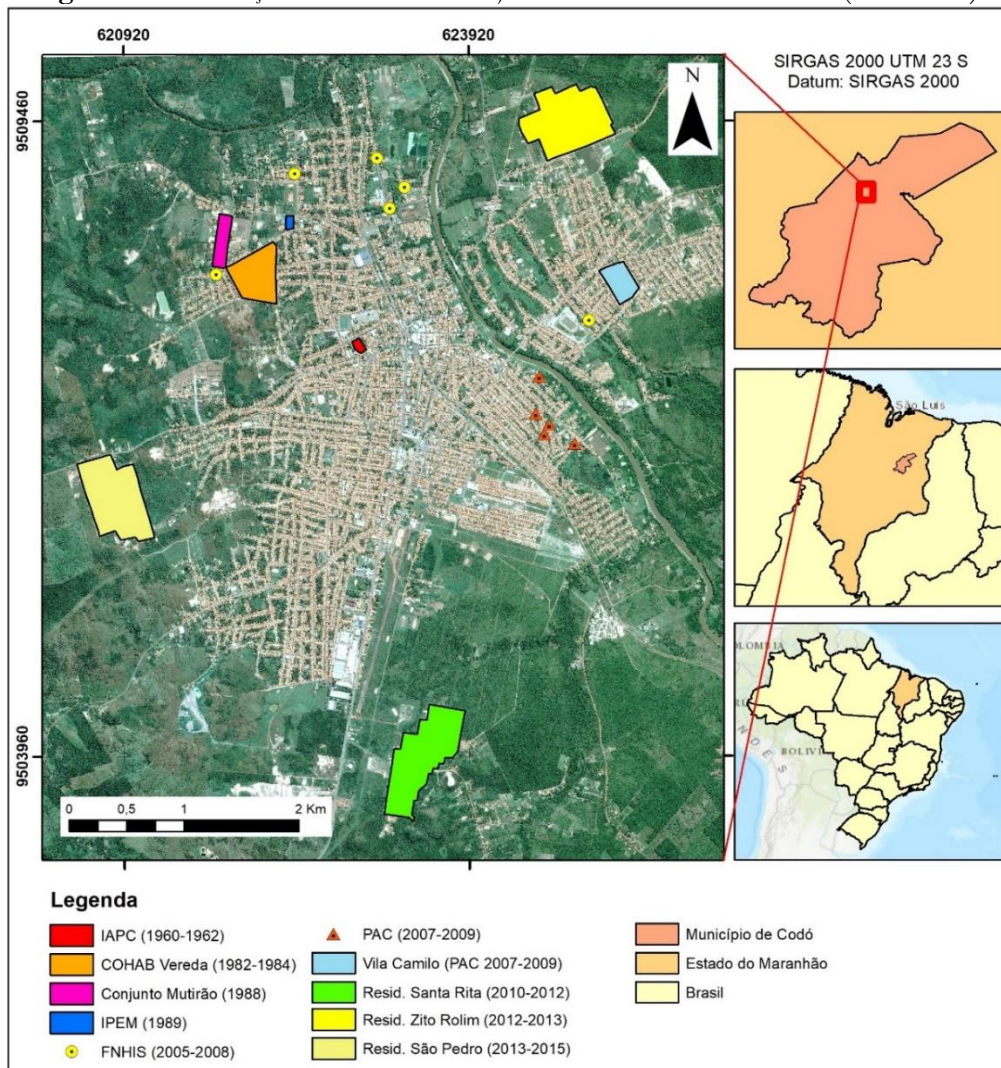 620920
623920
9509460
9503960
N
0 0,5 1 2 Km
SIRGAS 2000 UTM 23 S
Datum: SIRGAS 2000
São Luís
BOLIVI
Legenda
IAPC (1960-1962)
COHAB Vereda (1982-1984)
Conjunto Mutirão (1988)
IPEM (1989)
FNHIS (2005-2008)
PAC (2007-2009)
Vila Camilo (PAC 2007-2009)
Resid. Santa Rita (2010-2012)
Resid. Zito Rolim (2012-2013)
Resid. São Pedro (2013-2015)
Município de Codó
Estado do Maranhão
Brasil